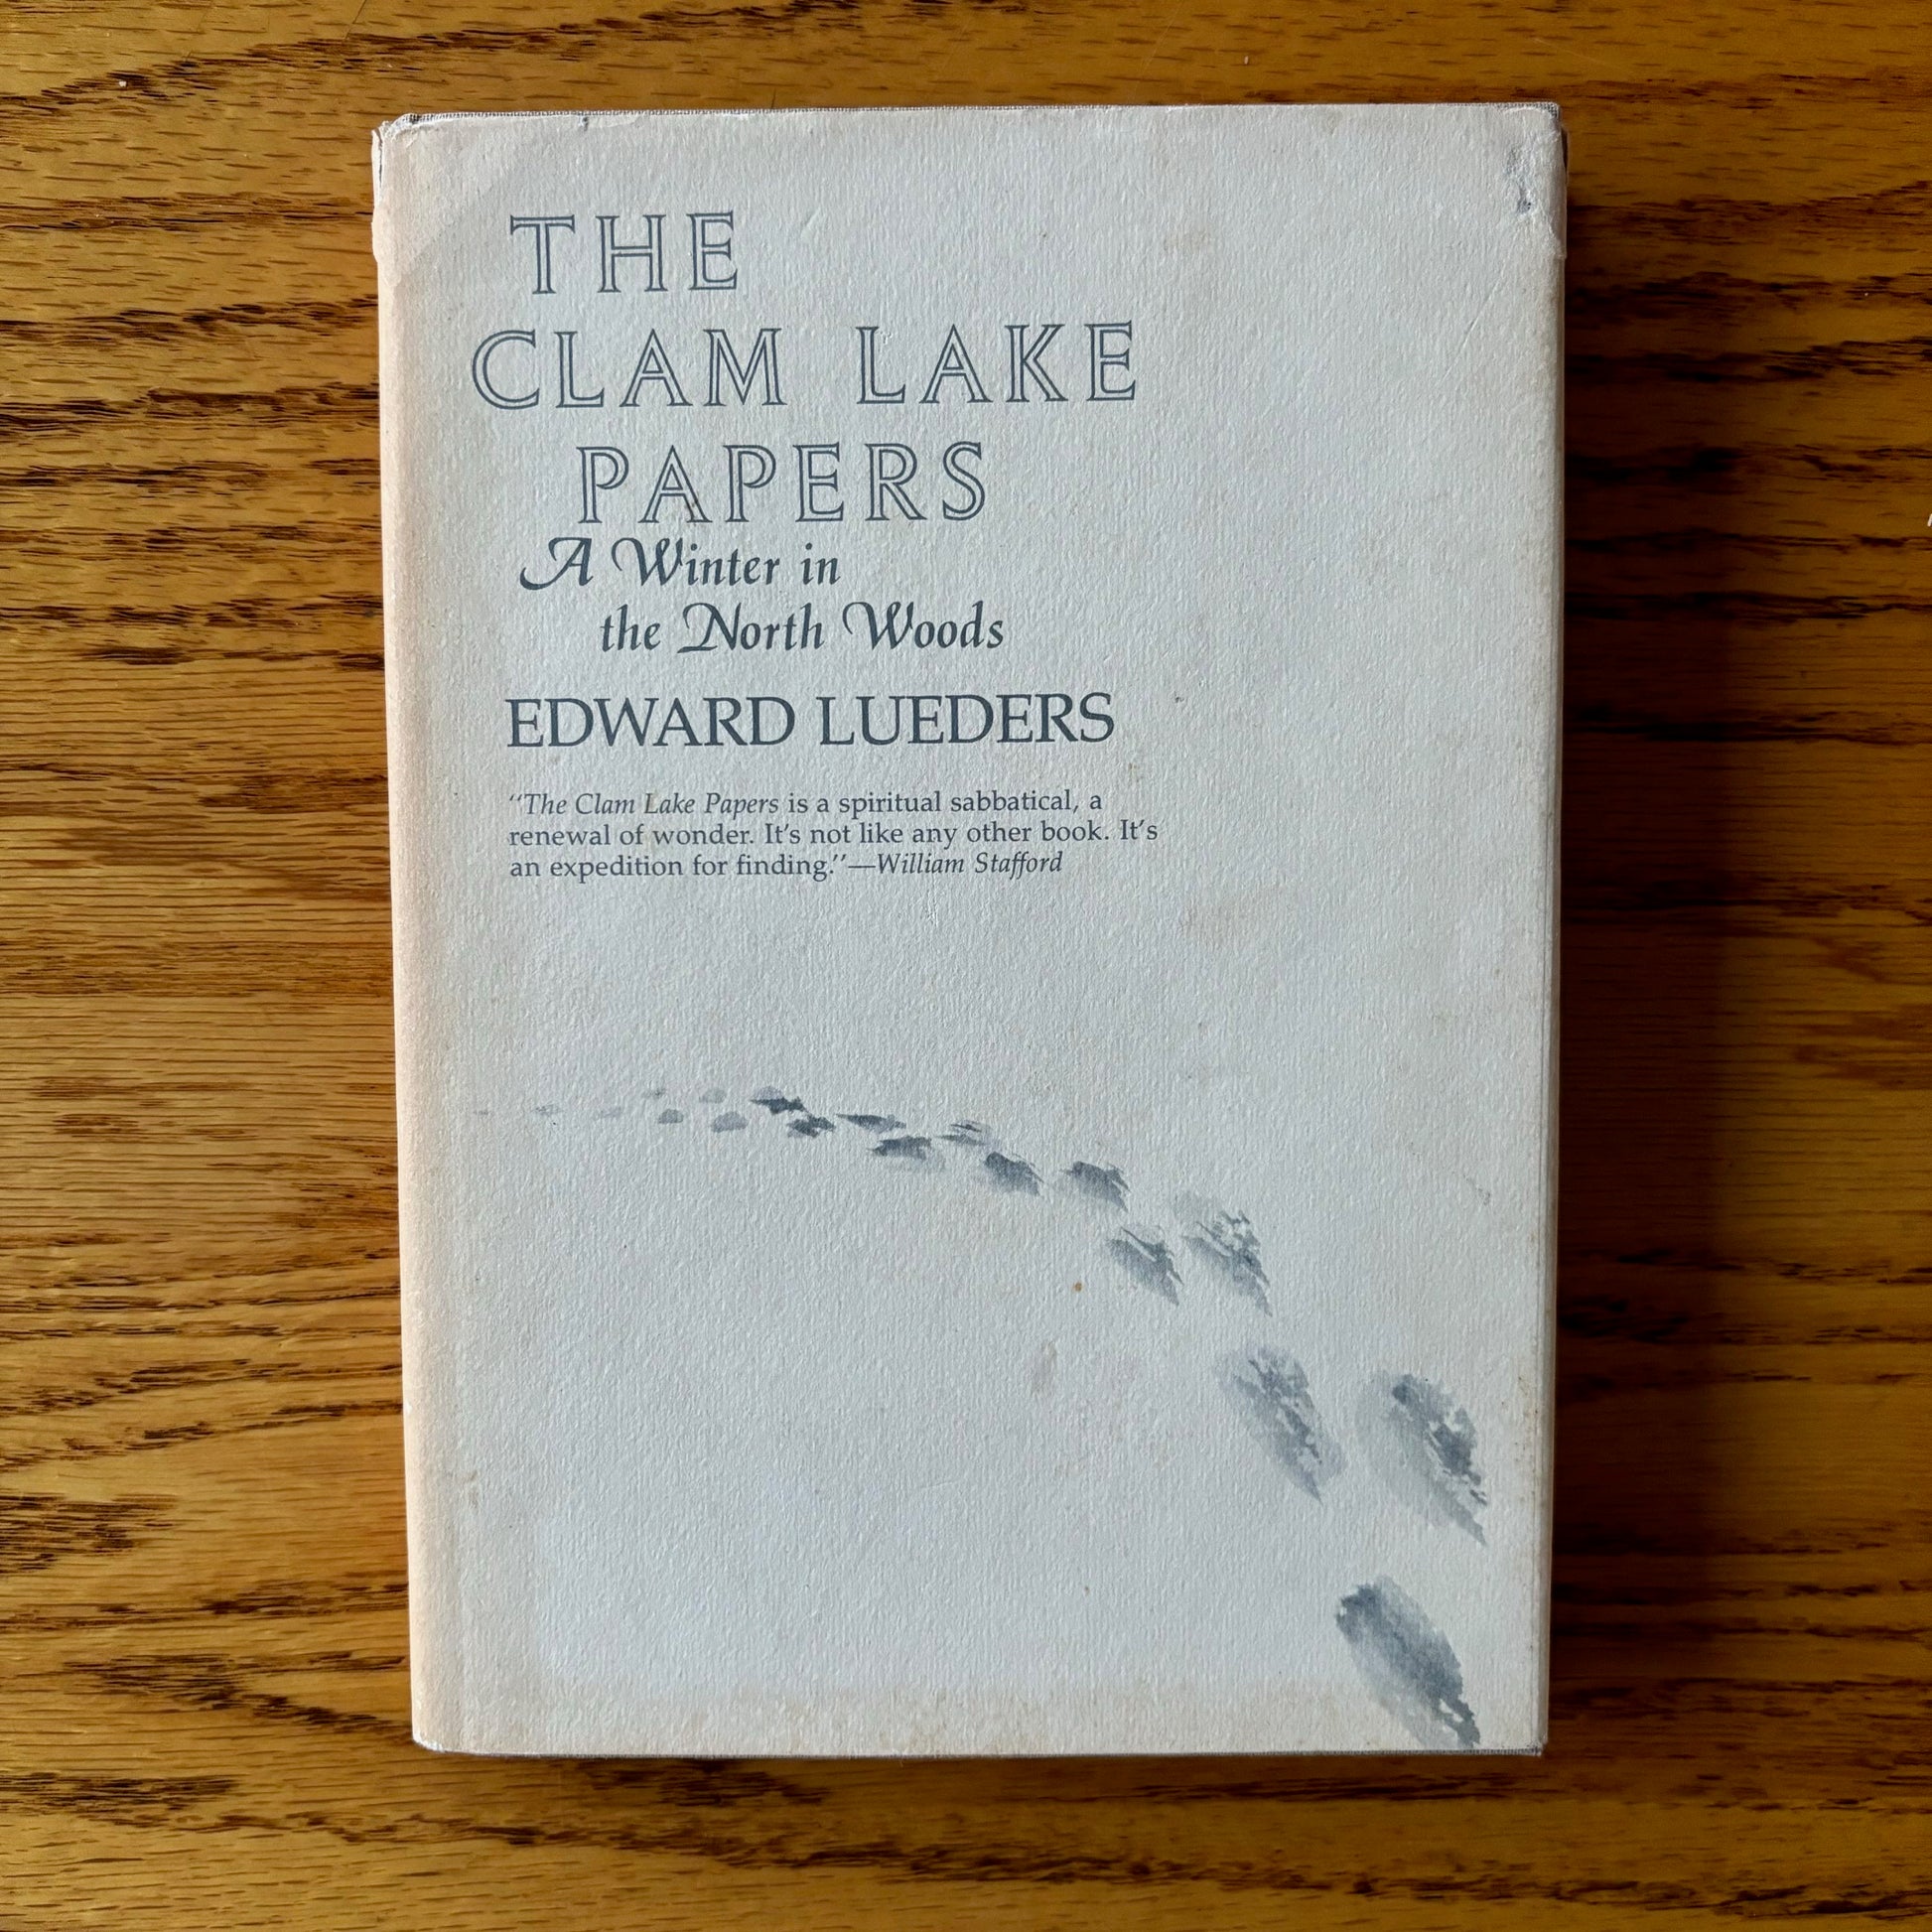 THE
CLAM LAKE
PAPERS
A Winter in
the North Woods
EDWARD LUEDERS
"The Clam Lake Papers is a spiritual sabbatical, a
renewal of wonder. It's not like any other book. It's
an expedition for finding."—William Stafford